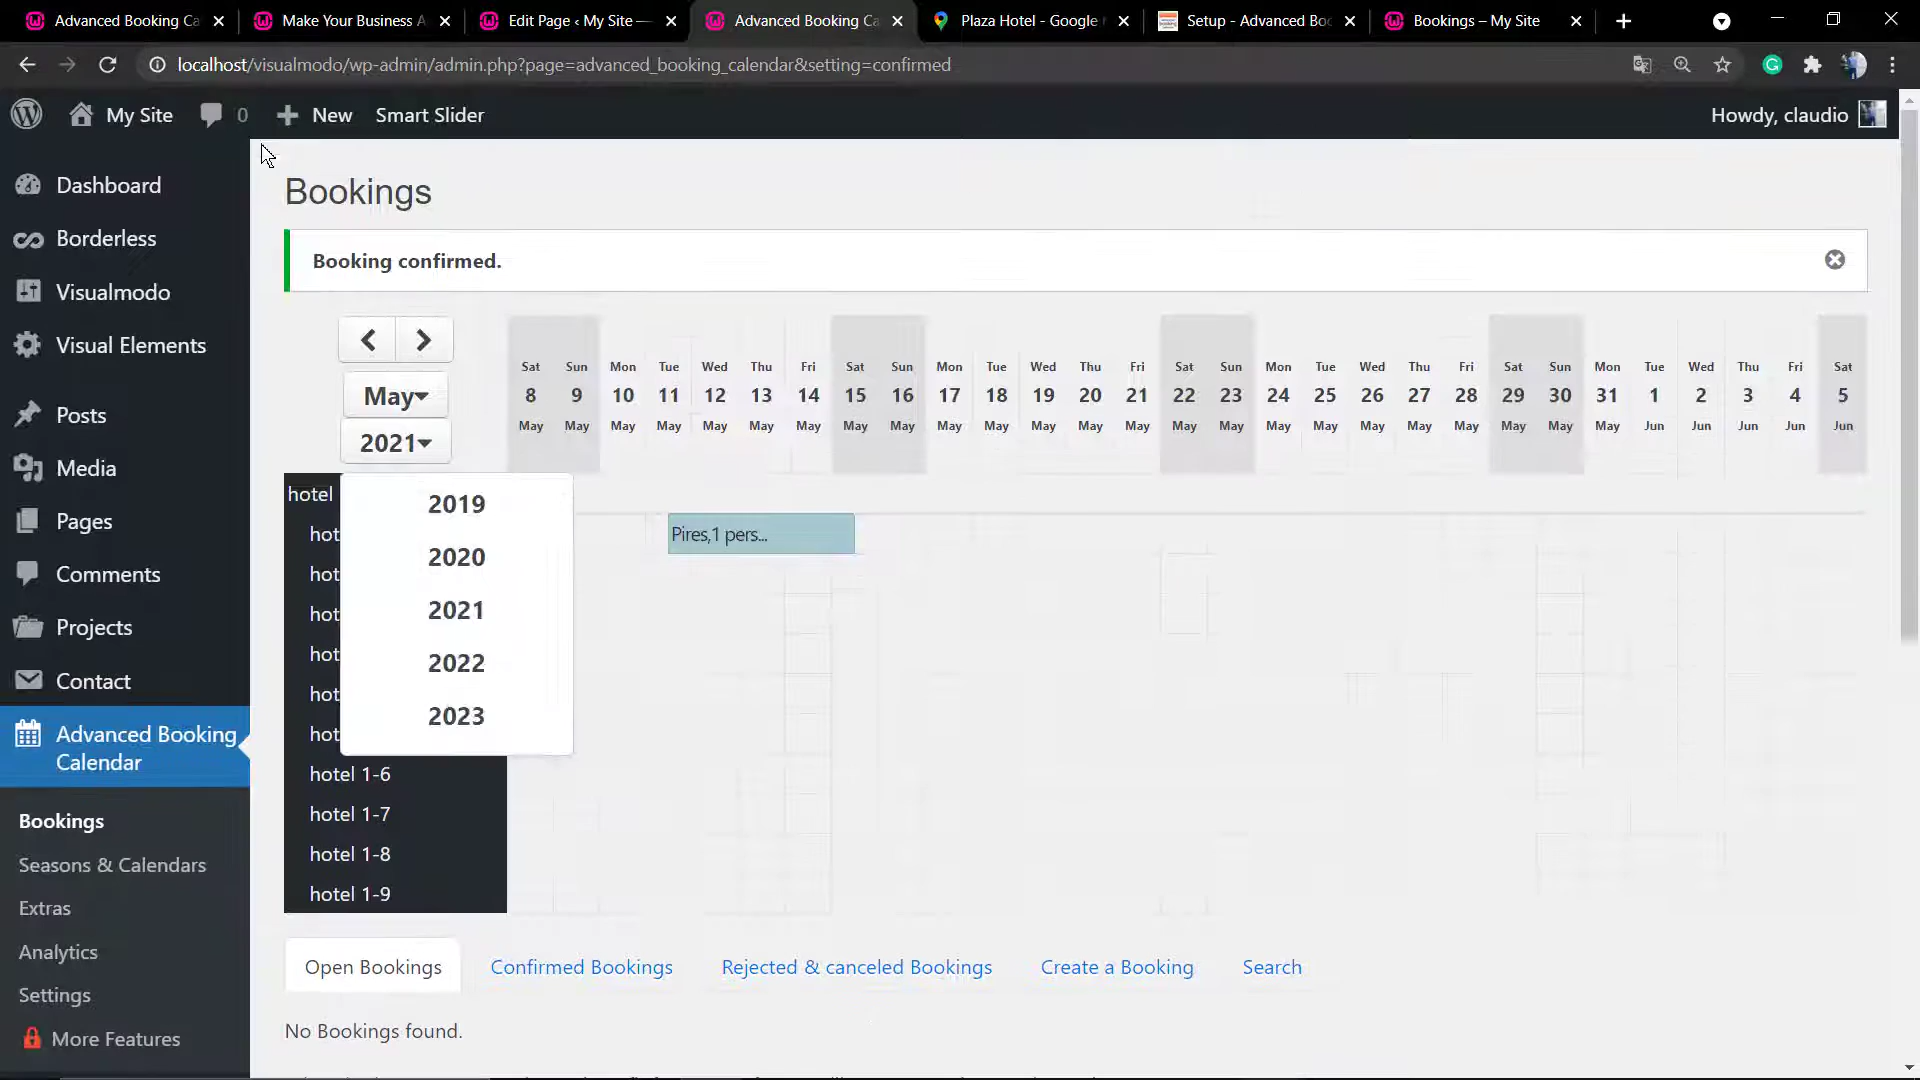 Advanced Booking Ca
Make Your Business A
Edit Page ‹ My Site —
Advanced Booking Ca
Plaza Hotel - Google
Setup - Advanced Boo
Bookings – My Site
localhost/visualmodo/wp-admin/admin.php?page=advanced_booking_calendar&setting=confirmed
My Site
0
New
Smart Slider
Howdy, claudio
Dashboard
Borderless
Visualmodo
Visual Elements
Posts
Media
Pages
Comments
Projects
Contact
Advanced Booking
Calendar
Bookings
Seasons & Calendars
Extras
Analytics
Settings
More Features
Bookings
Booking confirmed.
May
2021
Sat Sun Mon Tue Wed Thu Fri Sat Sun Mon Tue Wed Thu Fri Sat Sun Mon Tue Wed Thu Fri Sat Sun Mon Tue Wed Thu Fri Sat
8 9 10 11 12 13 14 15 16 17 18 19 20 21 22 23 24 25 26 27 28 29 30 31 1 2 3 4 5
May May May May May May May May May May May May May May May May May May May May May May May May Jun Jun Jun Jun Jun
hotel
hot
hot
hot
hot
hot
hot
2019
2020
2021
2022
2023
Pires,1 pers...
hotel 1-6
hotel 1-7
hotel 1-8
hotel 1-9
Open Bookings
Confirmed Bookings
Rejected & canceled Bookings
Create a Booking
Search
No Bookings found.